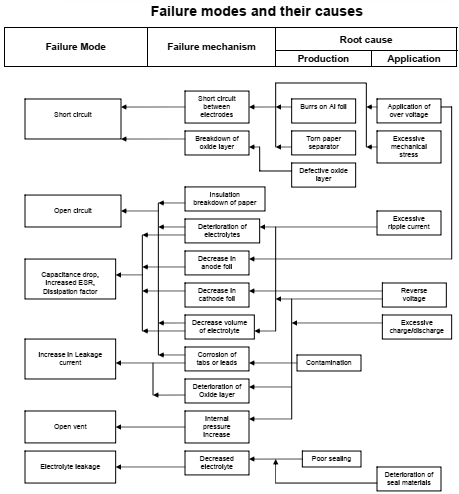 Failure modes and their causes
Failure Mode
Failure mechanism
Root cause
Production
Application
Short circuit
Short circuit
between
electrodes
Burrs on Al foil
Application of
over voltage
Breakdown of
oxide layer
Torn paper
separator
Excessive
mechanical
stress
Defective oxide
layer
Open circuit
Insulation
breakdown of paper
Deterioration of
electrolytes
Excessive
ripple current
Capacitance drop,
Increased ESR,
Dissipation factor
Decrease in
anode foil
Decrease in
cathode foil
Reverse
voltage
Decrease volume
of electrolyte
Excessive
charge/discharge
Increase in Leakage
current
Corrosion of
tabs or leads
Contamination
Deterioration of
Oxide layer
Open vent
Internal
pressure
increase
Electrolyte leakage
Decreased
electrolyte
Poor sealing
Deterioration of
seal materials